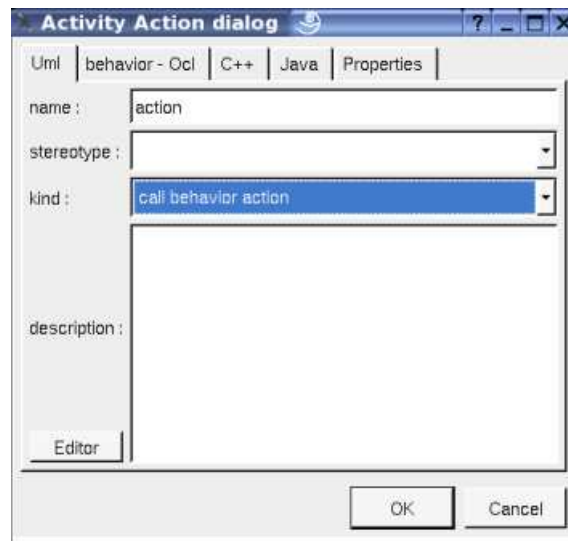 Activity Action dialog
Uml behavior - Ocl C++ Java Properties
name : action
stereotype :
kind : call behavior action
description :
Editor
OK Cancel